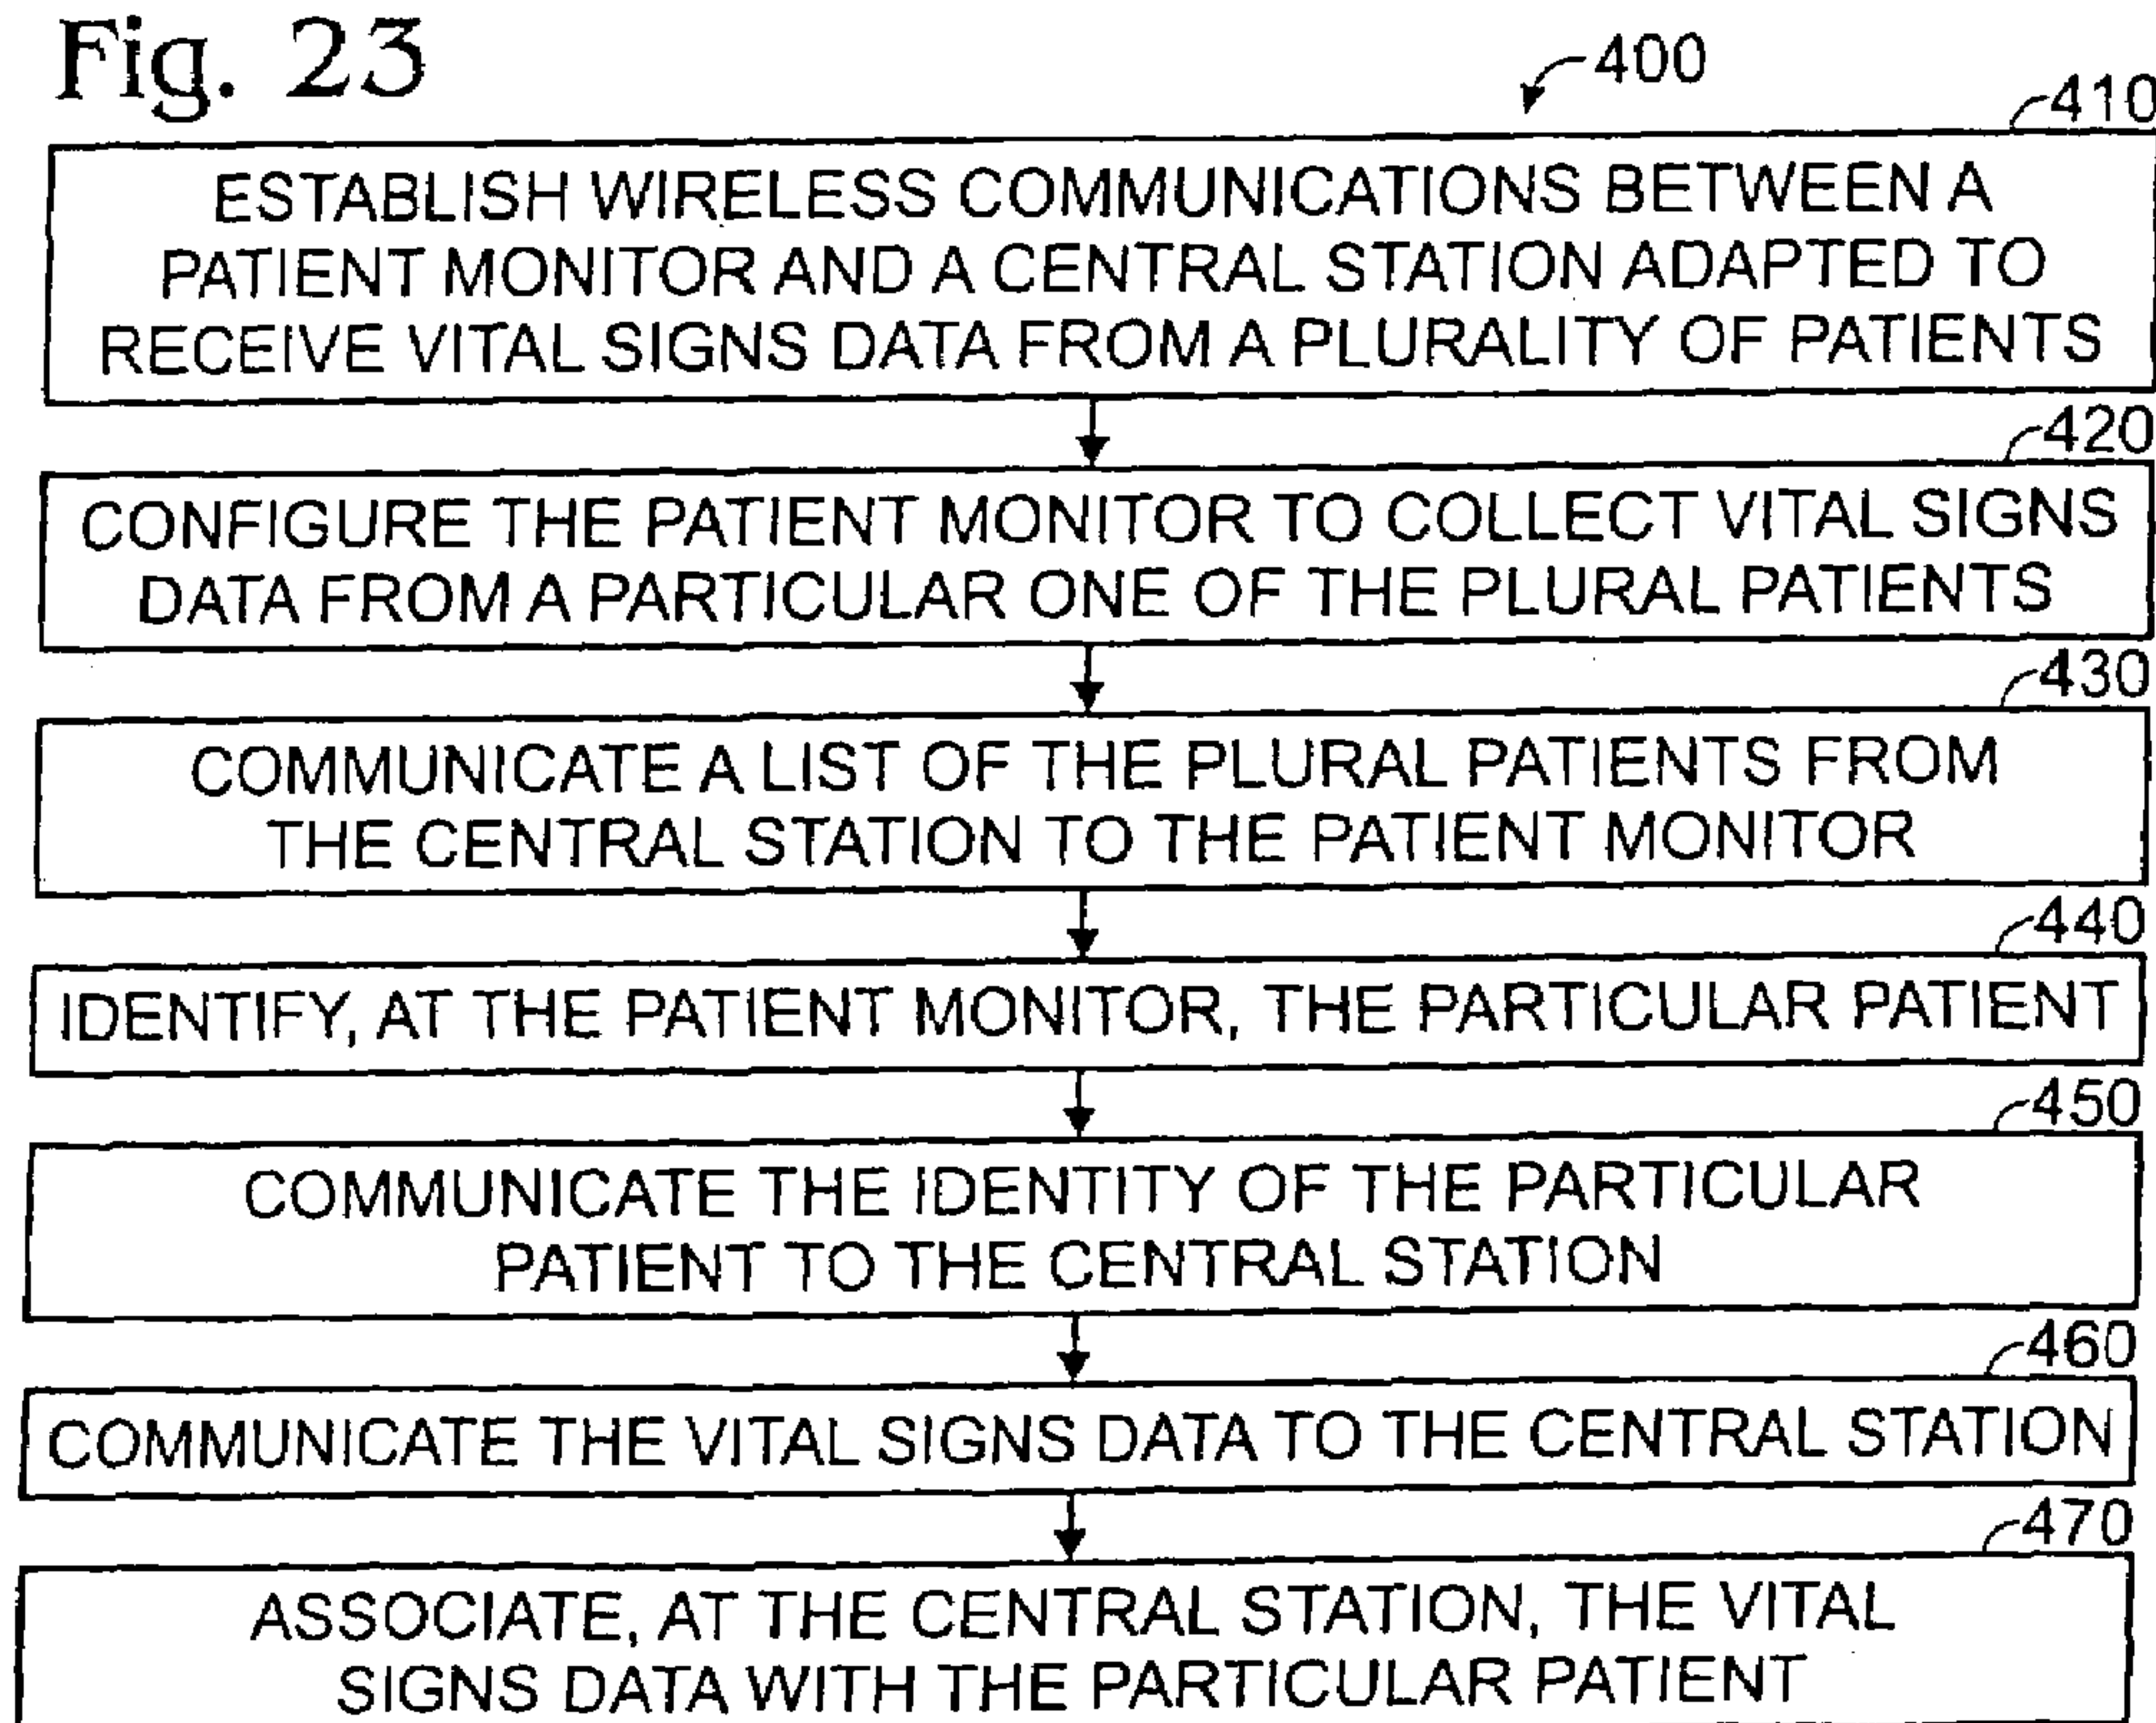 Fig. 23
400
410
ESTABLISH WIRELESS COMMUNICATIONS BETWEEN A
PATIENT MONITOR AND A CENTRAL STATION ADAPTED TO
RECEIVE VITAL SIGNS DATA FROM A PLURALITY OF PATIENTS
420
CONFIGURE THE PATIENT MONITOR TO COLLECT VITAL SIGNS
DATA FROM A PARTICULAR ONE OF THE PLURAL PATIENTS
430
COMMUNICATE A LIST OF THE PLURAL PATIENTS FROM
THE CENTRAL STATION TO THE PATIENT MONITOR
440
IDENTIFY, AT THE PATIENT MONITOR, THE PARTICULAR PATIENT
450
COMMUNICATE THE IDENTITY OF THE PARTICULAR
PATIENT TO THE CENTRAL STATION
460
COMMUNICATE THE VITAL SIGNS DATA TO THE CENTRAL STATION
470
ASSOCIATE, AT THE CENTRAL STATION, THE VITAL
SIGNS DATA WITH THE PARTICULAR PATIENT